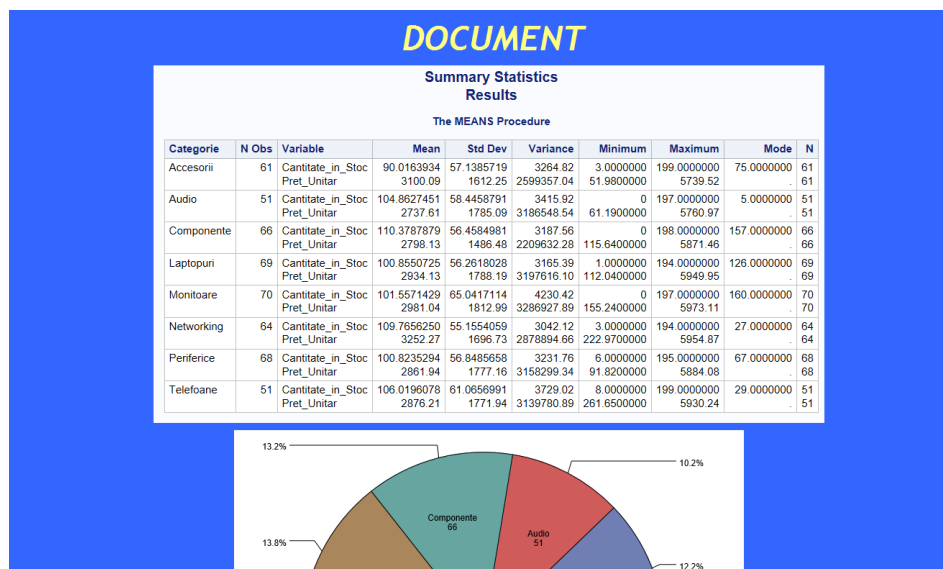 DOCUMENT
Summary Statistics
Results
The MEANS Procedure
Categorie N Obs Variable Mean Std Dev Variance Minimum Maximum Mode N
Accesorii 61 Cantitate_in_Stoc 90.0163934 57.1385719 3264.82 3.0000000 199.0000000 75.0000000 61
Pret_Unitar 3100.09 1612.25 2599357.04 51.9800000 5739.52 . 61
Audio 51 Cantitate_in_Stoc 104.8627451 58.4458791 3415.92 0 197.0000000 5.0000000 51
Pret_Unitar 2737.61 1785.09 3186548.54 61.1900000 5760.97 . 51
Componente 66 Cantitate_in_Stoc 110.3787879 56.4584981 3187.56 0 198.0000000 157.0000000 66
Pret_Unitar 2798.13 1486.48 2209632.28 115.6400000 5871.46 . 66
Laptopuri 69 Cantitate_in_Stoc 100.8550725 56.2618028 3165.39 1.0000000 194.0000000 126.0000000 69
Pret_Unitar 2934.13 1788.19 3197616.10 112.0400000 5949.95 . 69
Monitoare 70 Cantitate_in_Stoc 101.5571429 65.0417114 4230.42 0 197.0000000 160.0000000 70
Pret_Unitar 2981.04 1812.99 3286927.89 155.2400000 5973.11 . 70
Networking 64 Cantitate_in_Stoc 109.7656250 55.1554059 3042.12 3.0000000 194.0000000 27.0000000 64
Pret_Unitar 3252.27 1696.73 2878894.66 222.9700000 5954.87 . 64
Periferice 68 Cantitate_in_Stoc 100.8235294 56.8485658 3231.76 6.0000000 195.0000000 67.0000000 68
Pret_Unitar 2861.94 1777.16 3158299.34 91.8200000 5884.08 . 68
Telefoane 51 Cantitate_in_Stoc 106.0196078 61.0656991 3729.02 8.0000000 199.0000000 29.0000000 51
Pret_Unitar 2876.21 1771.94 3139780.89 261.6500000 5930.24 . 51
13.2%
10.2%
Componente
66
Audio
51
13.8%
12.2%